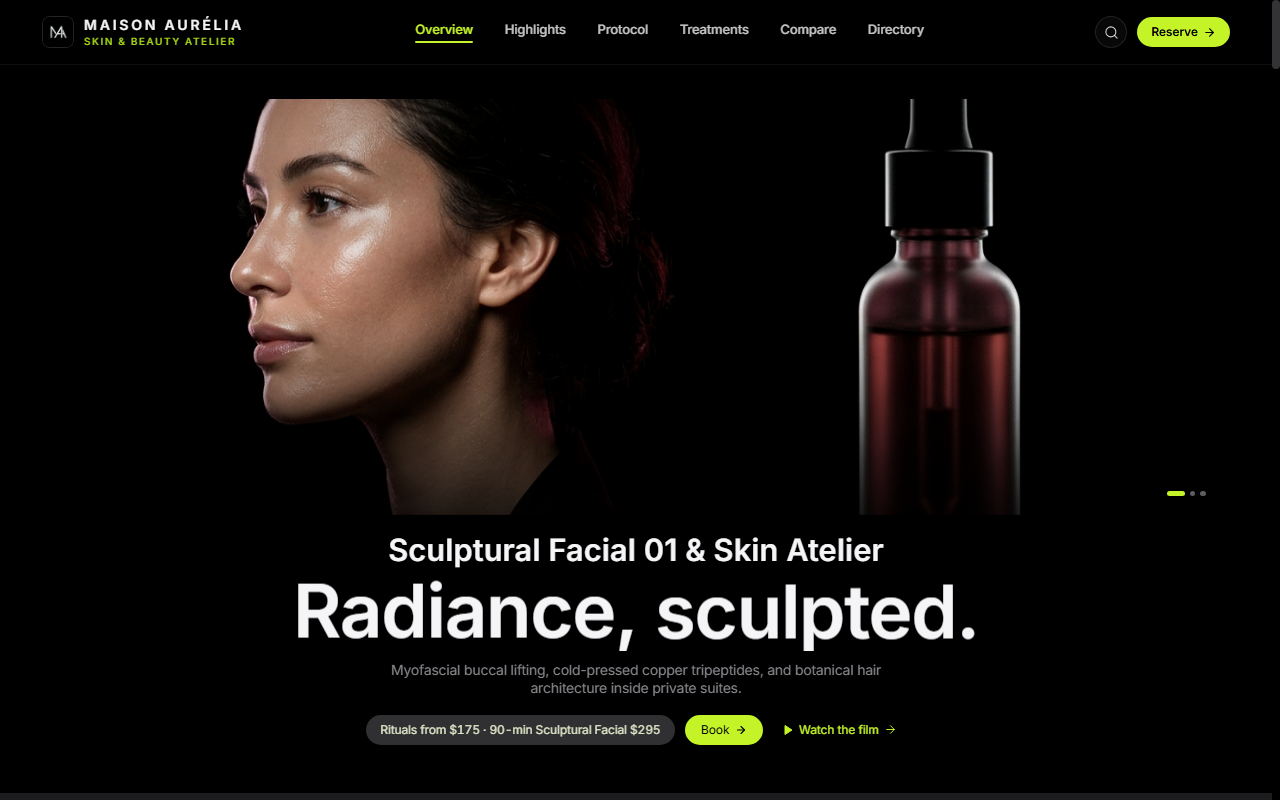 MAISON AURÉLIA
SKIN & BEAUTY ATELIER
Overview
Highlights
Protocol
Treatments
Compare
Directory
Reserve →
Sculptural Facial 01 & Skin Atelier
Radiance, sculpted.
Myofascial buccal lifting, cold-pressed copper tripeptides, and botanical hair
architecture inside private suites.
Rituals from $175 · 90-min Sculptural Facial $295
Book →
Watch the film →